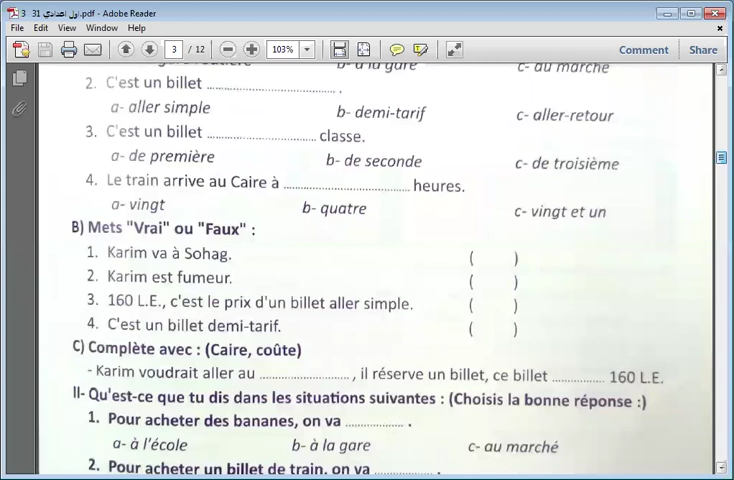 3 31 اول اعدادي.pdf - Adobe Reader
File Edit View Window Help
3 / 12 103% Comment Share
b- à la gare c- au marché
2. C'est un billet .................................. .
a- aller simple b- demi-tarif c- aller-retour
3. C'est un billet ............................. classe.
a- de première b- de seconde c- de troisième
4. Le train arrive au Caire à ................................. heures.
a- vingt b- quatre c- vingt et un
B) Mets "Vrai" ou "Faux" :
1. Karim va à Sohag. ( )
2. Karim est fumeur. ( )
3. 160 L.E., c'est le prix d'un billet aller simple. ( )
4. C'est un billet demi-tarif. ( )
C) Complète avec : (Caire, coûte)
- Karim voudrait aller au ........................ , il réserve un billet, ce billet .............. 160 L.E.
II- Qu'est-ce que tu dis dans les situations suivantes : (Choisis la bonne réponse :)
1. Pour acheter des bananes, on va ............... .
a- à l'école b- à la gare c- au marché
2. Pour acheter un billet de train, on va ............... .